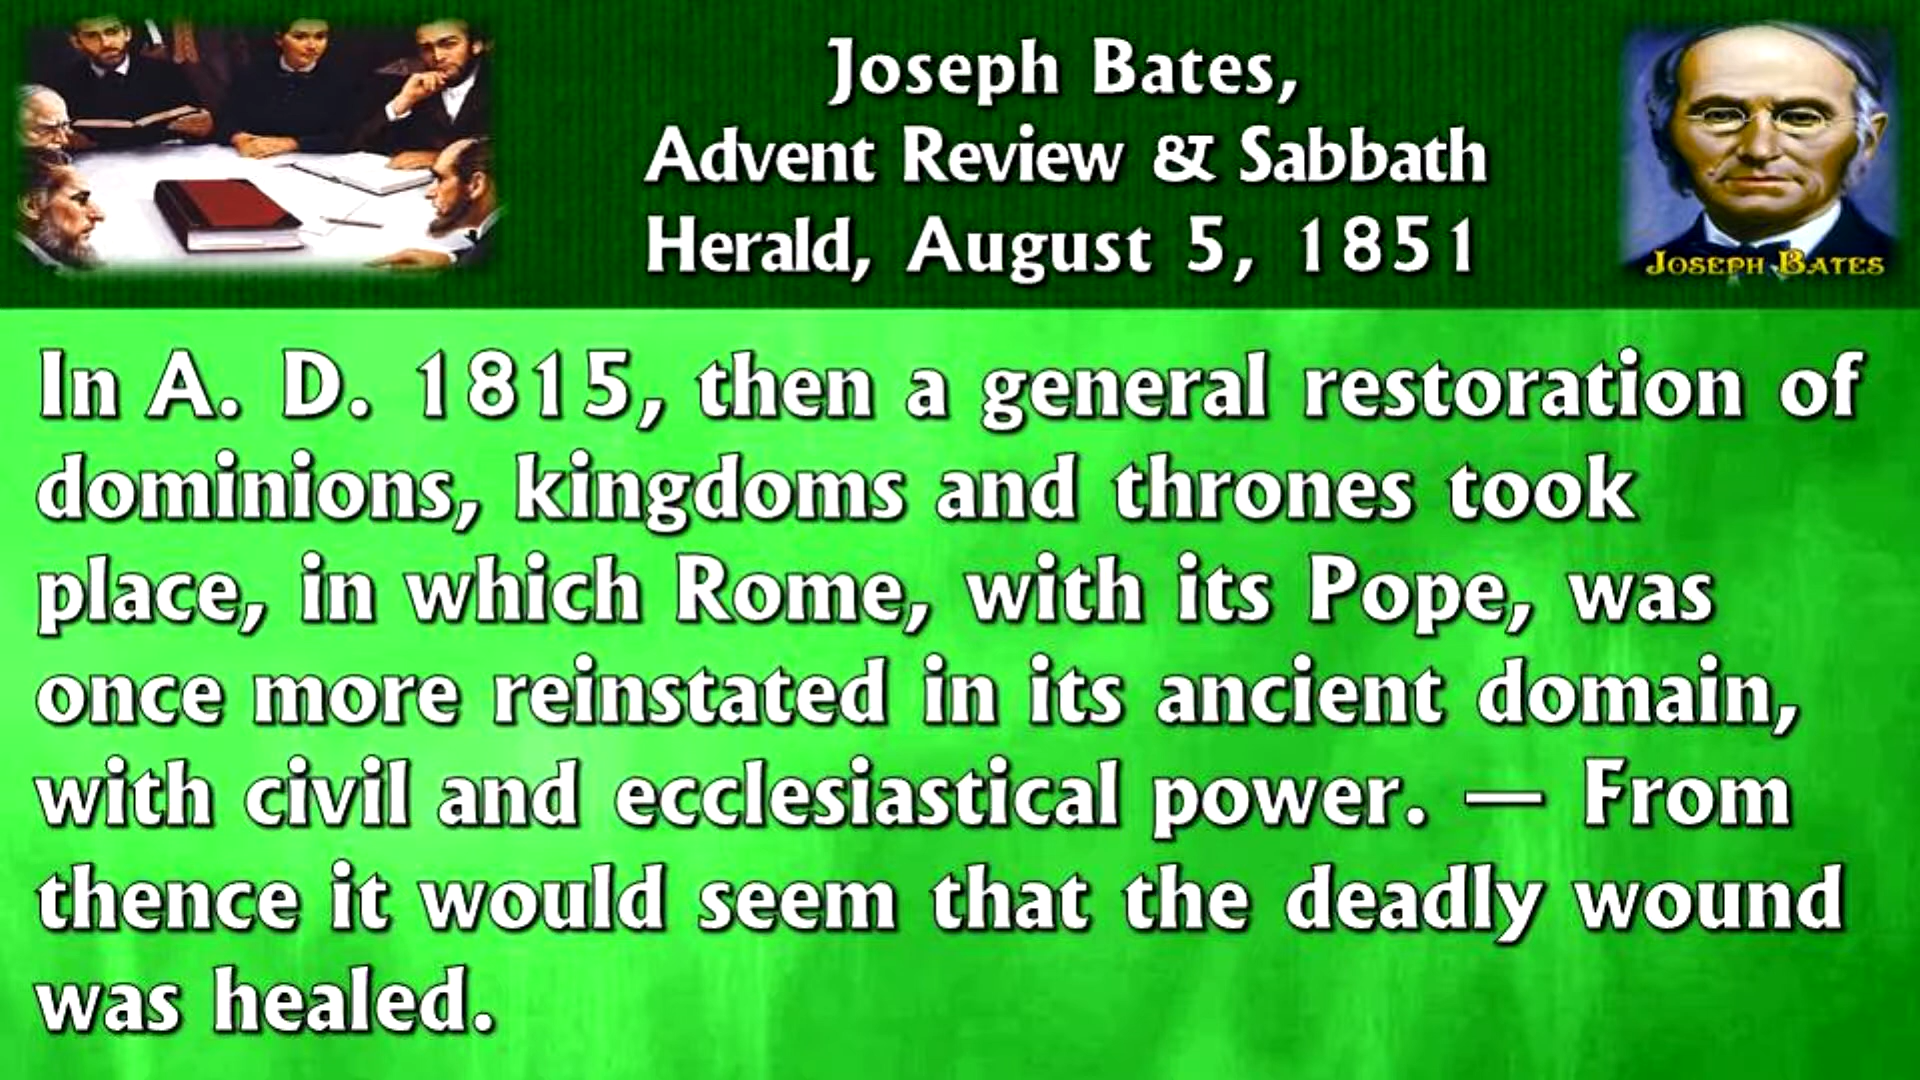 Joseph Bates,
Advent Review & Sabbath
Herald, August 5, 1851
JOSEPH BATES
In A. D. 1815, then a general restoration of
dominions, kingdoms and thrones took
place, in which Rome, with its Pope, was
once more reinstated in its ancient domain,
with civil and ecclesiastical power. — From
thence it would seem that the deadly wound
was healed.